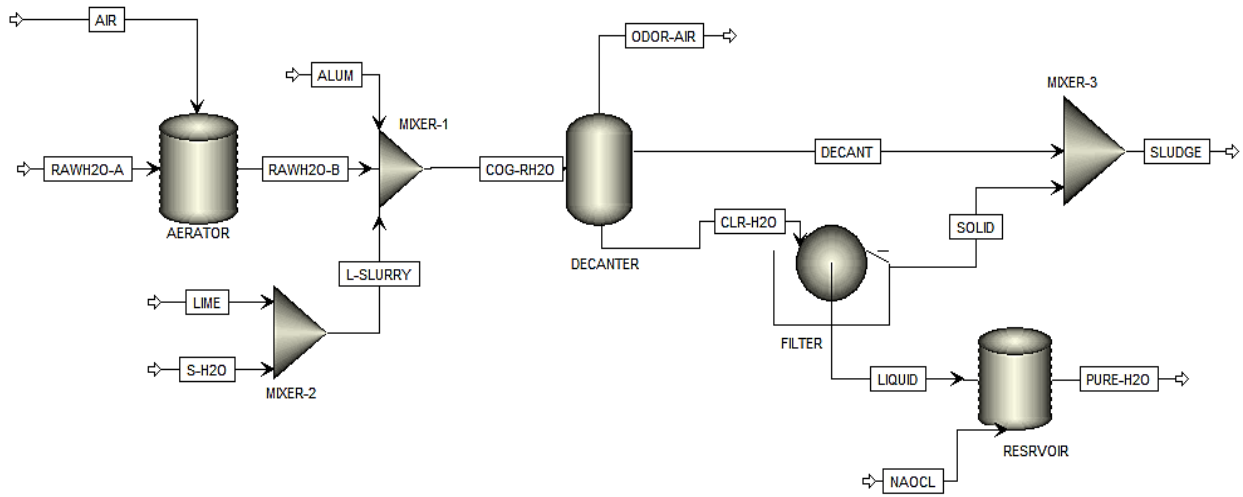 AIR
ODOR-AIR
ALUM
MIXER-1
MIXER-3
RAWH2O-A
RAWH2O-B
COG-RH2O
DECANT
SLUDGE
AERATOR
CLR-H2O
SOLID
DECANTER
L-SLURRY
LIME
FILTER
S-H2O
MIXER-2
LIQUID
PURE-H2O
RESRVOIR
NAOCL